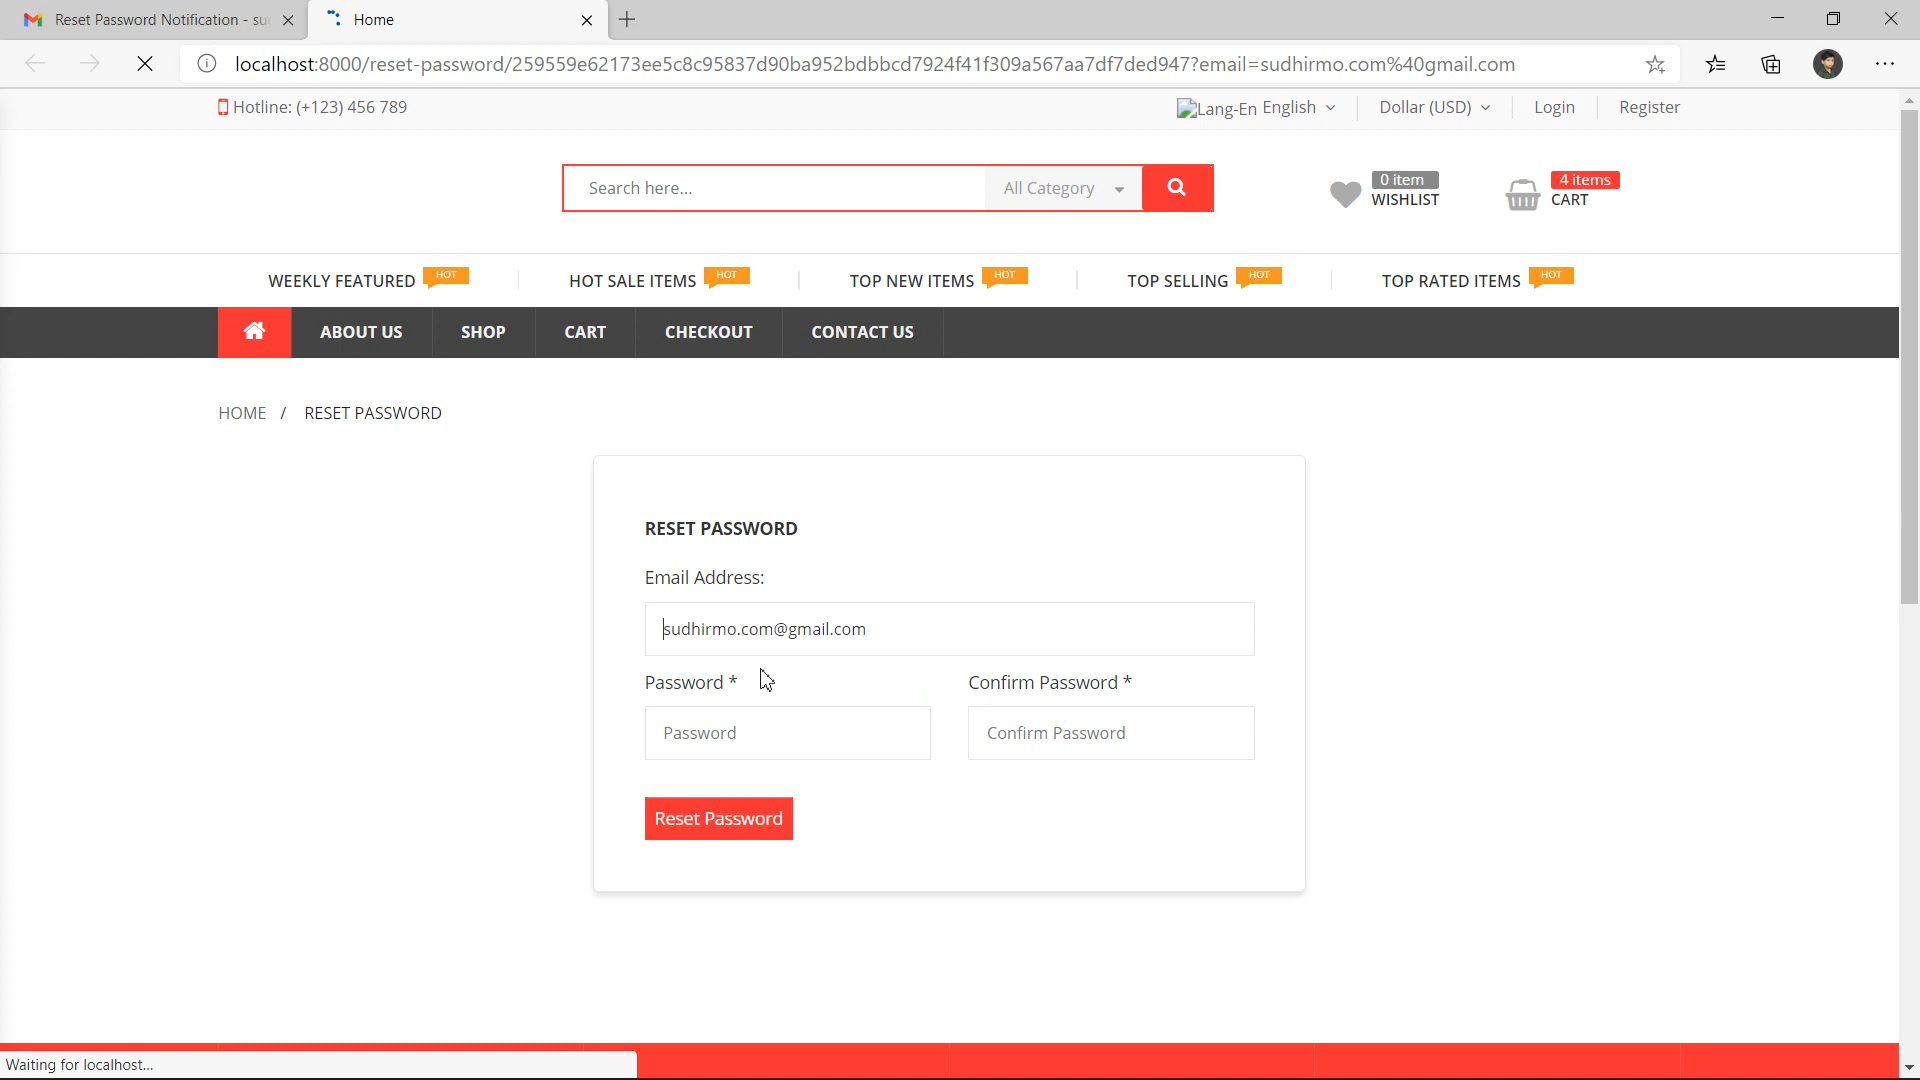 Reset Password Notification - su
Home
localhost:8000/reset-password/259559e62173ee5c8c95837d90ba952bdbbcd7924f41f309a567aa7df7ded947?email=sudhirmo.com%40gmail.com
Hotline: (+123) 456 789
Lang-En English
Dollar (USD)
Login
Register
Search here...
All Category
0 item
WISHLIST
4 items
CART
WEEKLY FEATURED HOT
HOT SALE ITEMS HOT
TOP NEW ITEMS HOT
TOP SELLING HOT
TOP RATED ITEMS HOT
ABOUT US
SHOP
CART
CHECKOUT
CONTACT US
HOME / RESET PASSWORD
RESET PASSWORD
Email Address:
sudhirmo.com@gmail.com
Password *
Confirm Password *
Password
Confirm Password
Reset Password
Waiting for localhost...